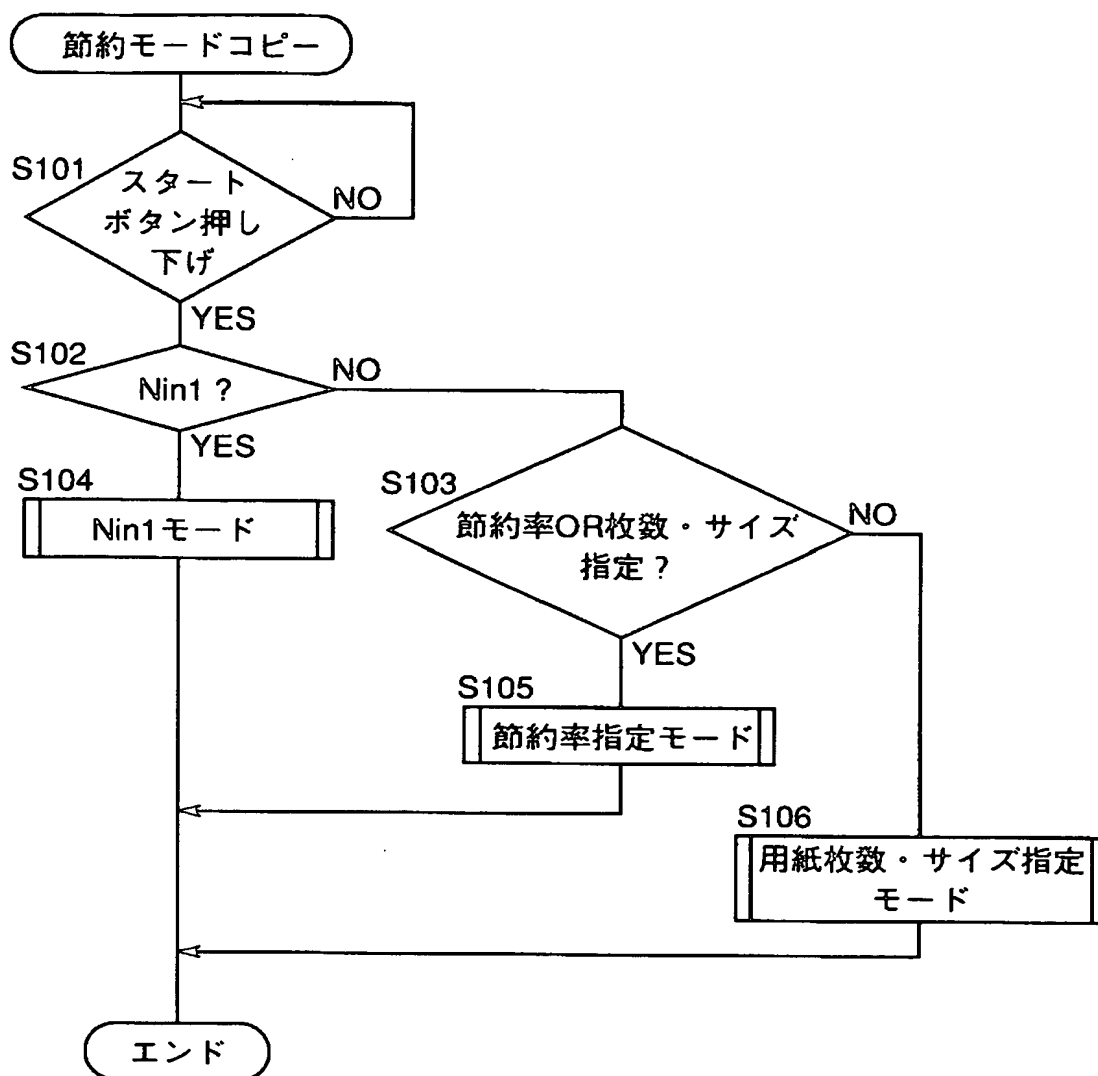 節約モードコピー
S101
スタート
ボタン押し
下げ
NO
YES
S102
Nin1？
NO
YES
S104
Nin1モード
S103
節約率OR枚数・サイズ
指定？
NO
YES
S105
節約率指定モード
S106
用紙枚数・サイズ指定
モード
エンド